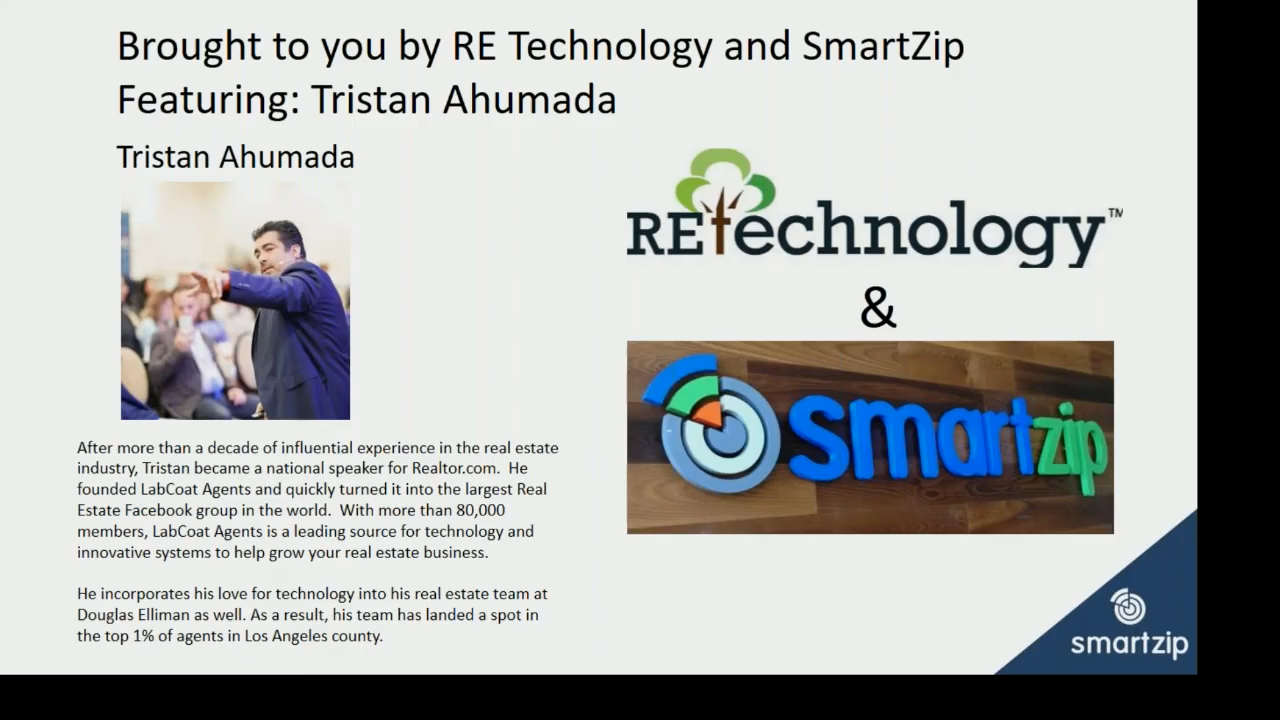 Brought to you by RE Technology and SmartZip
Featuring: Tristan Ahumada
Tristan Ahumada
After more than a decade of influential experience in the real estate
industry, Tristan became a national speaker for Realtor.com.  He
founded LabCoat Agents and quickly turned it into the largest Real
Estate Facebook group in the world.  With more than 80,000
members, LabCoat Agents is a leading source for technology and
innovative systems to help grow your real estate business.
He incorporates his love for technology into his real estate team at
Douglas Elliman as well. As a result, his team has landed a spot in
the top 1% of agents in Los Angeles county.
REtechnology™
&
smartzip
smartzip